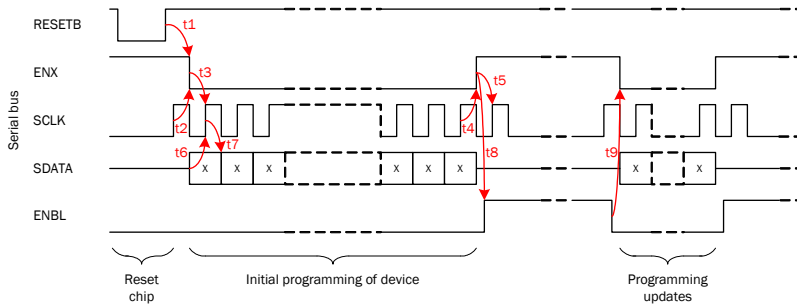 RESETB
t1
ENX
t3
t5
Serial bus
SCLK
t2
t4
t6
t7
t8
t9
SDATA
X X X X X X X X
ENBL
Reset
chip
Initial programming of device
Programming
updates